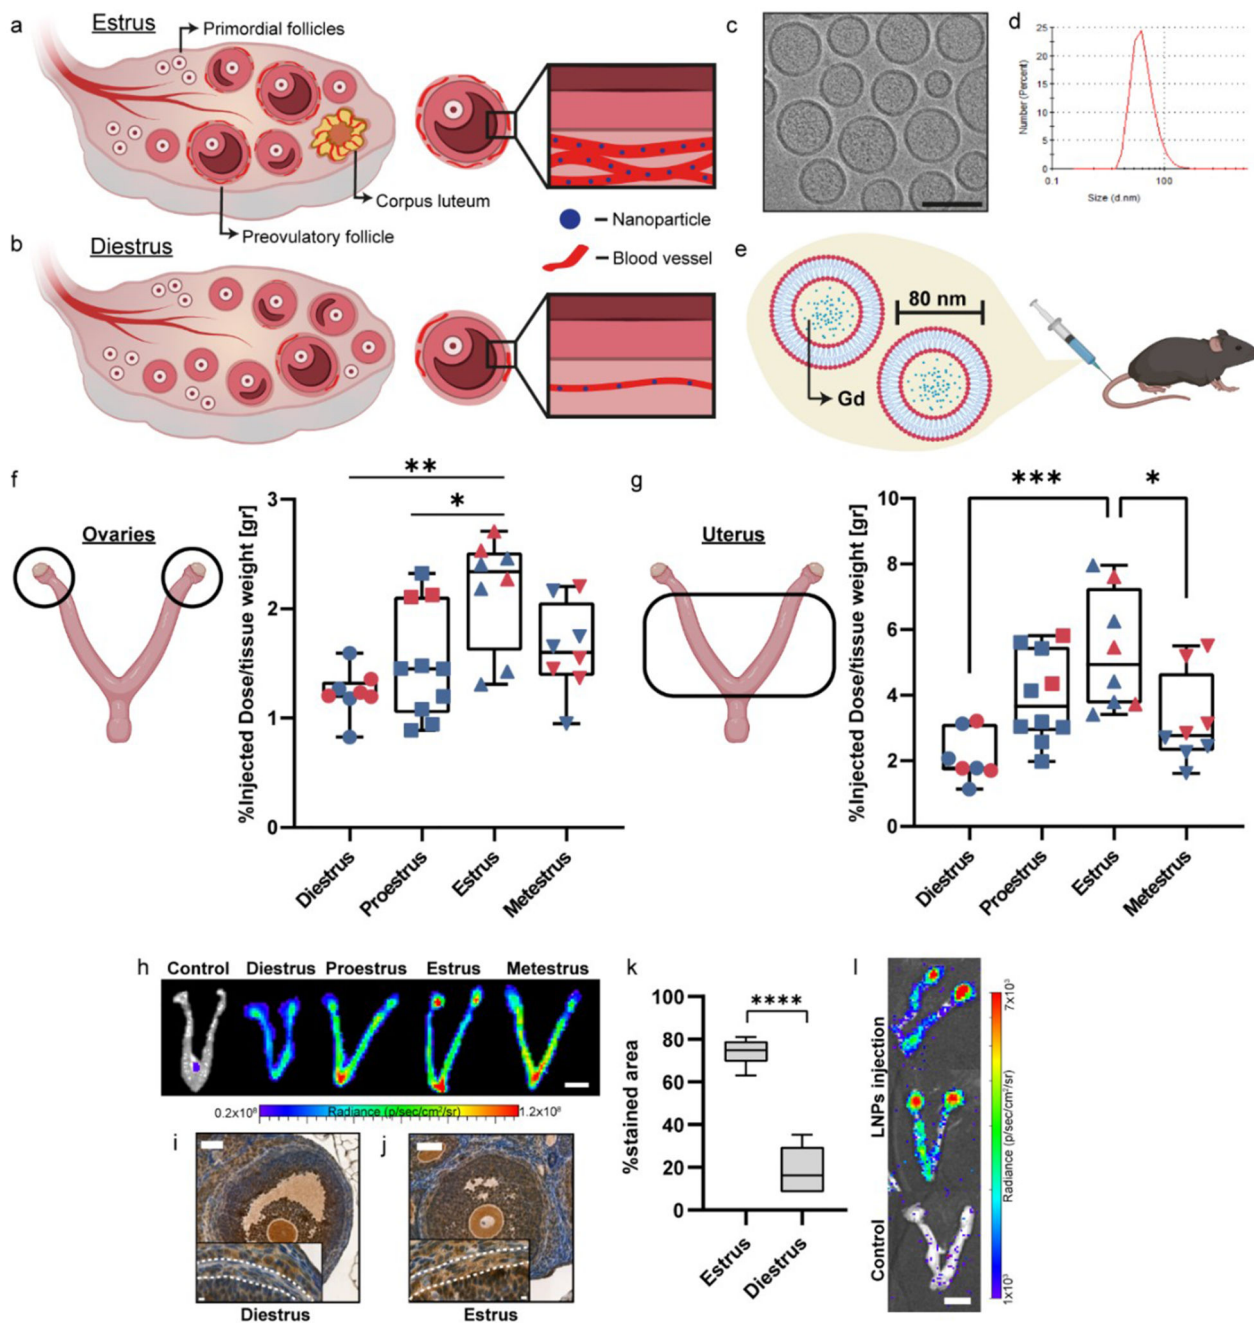 a
Estrus
Primordial follicles
Corpus luteum
Preovulatory follicle
Nanoparticle
Blood vessel
b
Diestrus
c
d
Number (Percent)
25
20
15
10
5
0
0.1
100
Size (d.nm)
e
80 nm
Gd
f
Ovaries
%Injected Dose/tissue weight [gr]
3
2
1
0
**
*
Diestrus
Proestrus
Estrus
Metestrus
g
Uterus
%Injected Dose/tissue weight [gr]
10
8
6
4
2
0
***
*
Diestrus
Proestrus
Estrus
Metestrus
h
Control
Diestrus
Proestrus
Estrus
Metestrus
0.2x10⁸
Radiance (p/sec/cm²/sr)
1.2x10⁸
i
Diestrus
j
Estrus
k
%stained area
100
80
60
40
20
0
****
Estrus
Diestrus
l
LNPs injection
Control
7x10³
Radiance (p/sec/cm²/sr)
1x10³